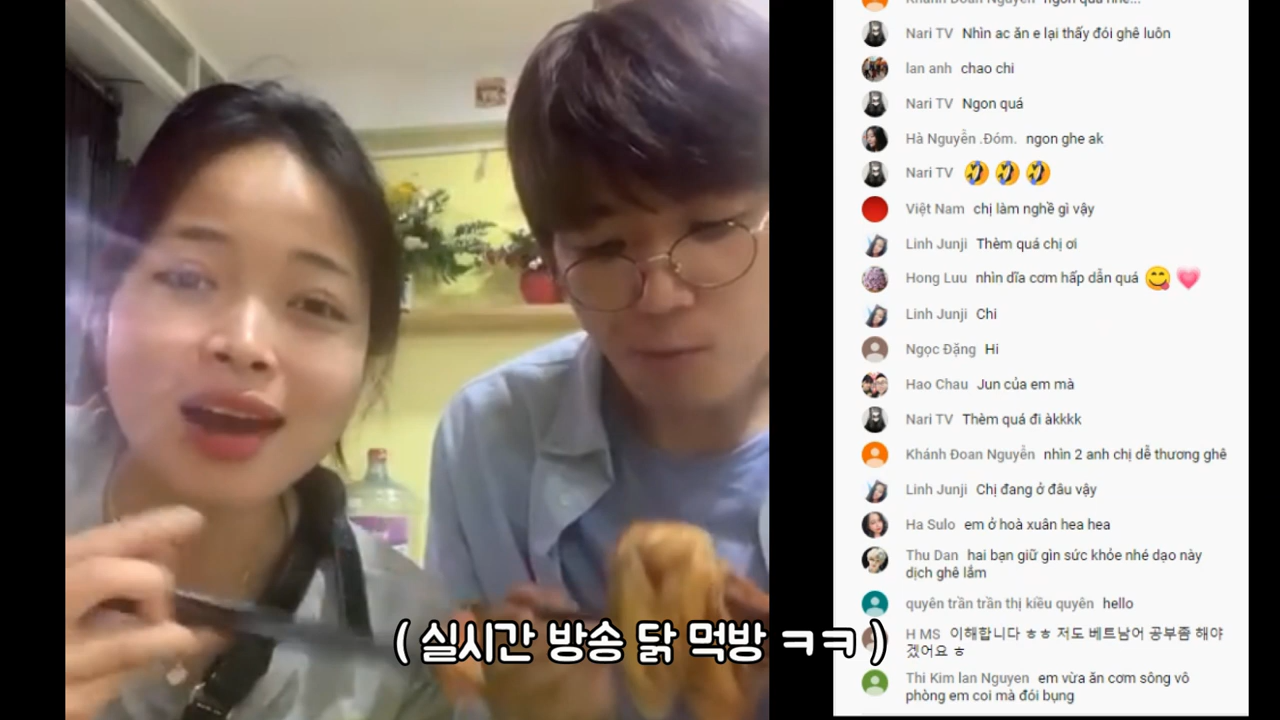 Khánh Đoan Nguyễn ngon quá nhé...
Nari TV Nhìn ac ăn e lại thấy đói ghê luôn
lan anh chao chi
Nari TV Ngon quá
Hà Nguyễn .Đóm. ngon ghe ak
Nari TV 🤣🤣🤣
Việt Nam chị làm nghề gì vậy
Linh Junji Thèm quá chị ơi
Hong Luu nhìn dĩa cơm hấp dẫn quá 😋💗
Linh Junji Chi
Ngọc Đặng Hi
Hao Chau Jun của em mà
Nari TV Thèm quá đi àkkkk
Khánh Đoan Nguyễn nhìn 2 anh chị dễ thương ghê
Linh Junji Chị đang ở đâu vậy
Ha Sulo em ở hoà xuân hea hea
Thu Dan hai bạn giữ gìn sức khỏe nhé dạo này
dịch ghê lắm
quyên trần trần thị kiều quyên hello
H MS 이해합니다 ㅎㅎ 저도 베트남어 공부좀 해야
겠어요 ㅎ
Thi Kim lan Nguyen em vừa ăn cơm sông vô
phòng em coi mà đói bụng
( 실시간 방송 닭 먹방 ㅋㅋ )